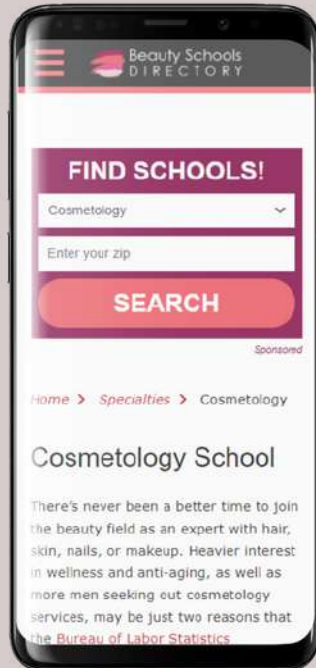 Beauty Schools
DIRECTORY
FIND SCHOOLS!
Cosmetology
Enter your zip
SEARCH
Sponsored
Home > Specialties > Cosmetology
Cosmetology School
There's never been a better time to join
the beauty field as an expert with hair,
skin, nails, or makeup. Heavier interest
in wellness and anti-aging, as well as
more men seeking out cosmetology
services, may be just two reasons that
the Bureau of Labor Statistics